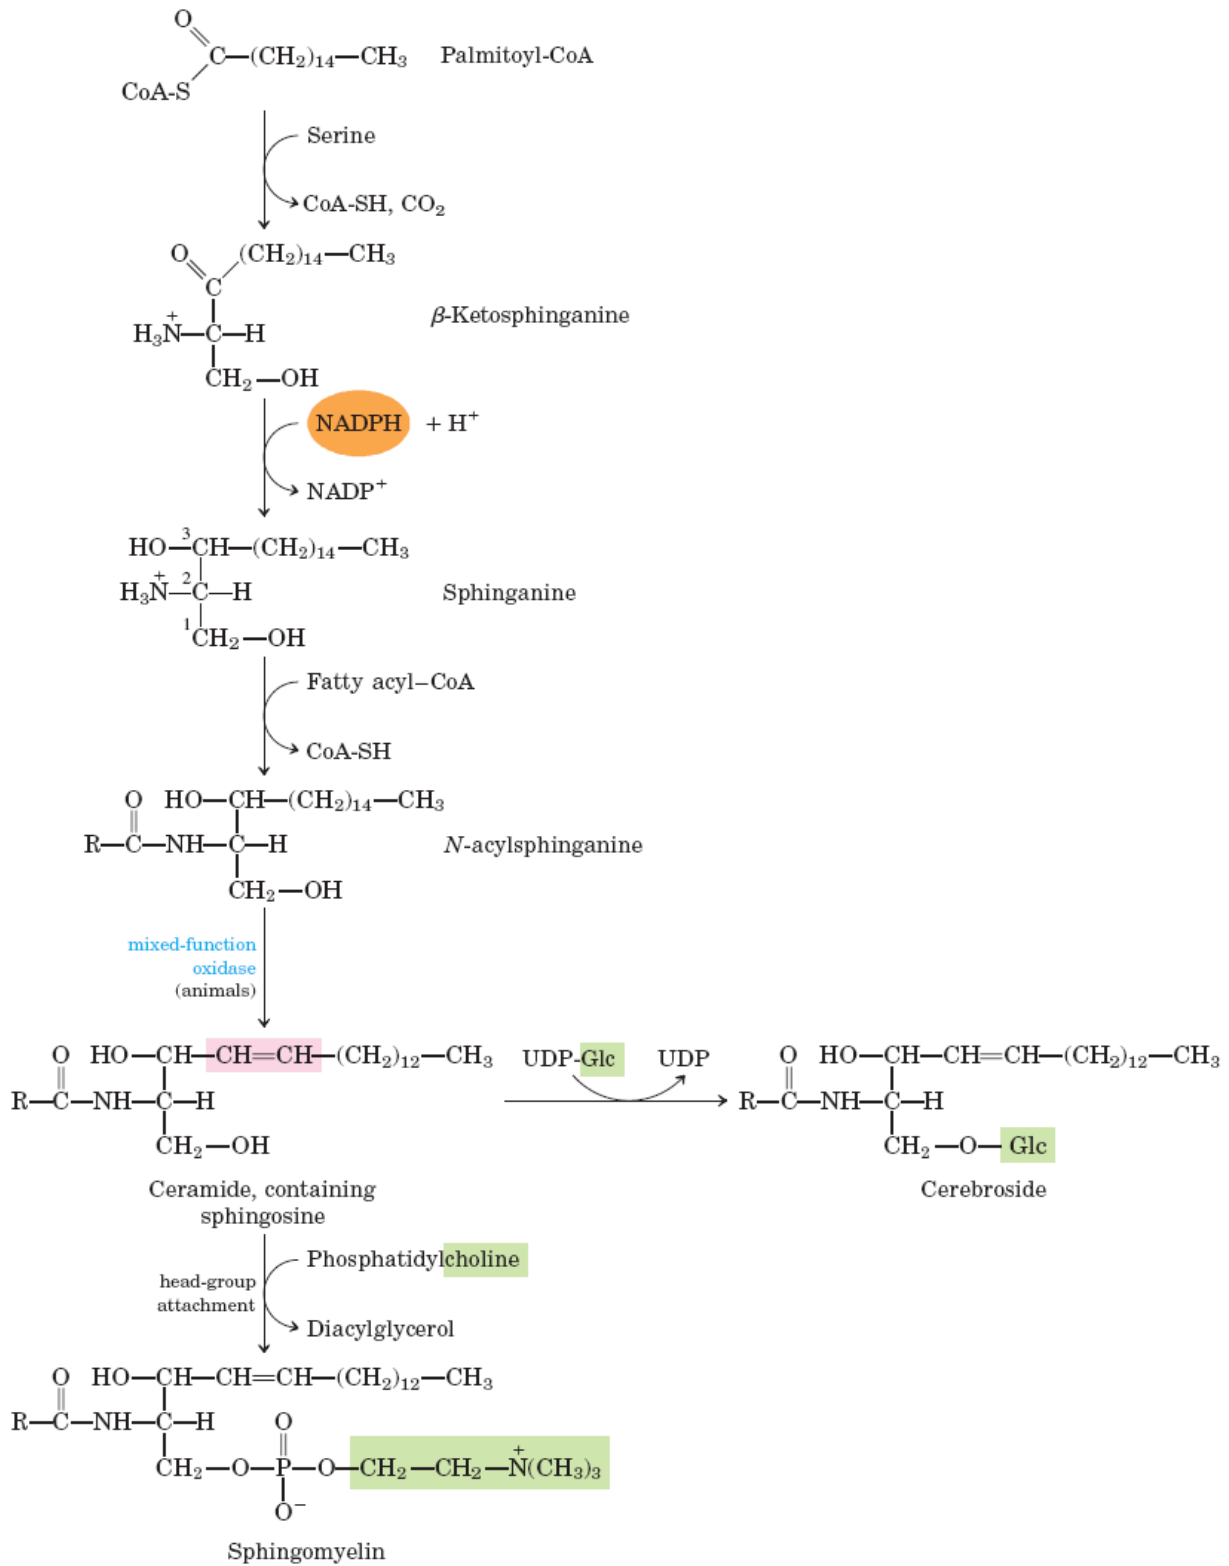 O
C—(CH₂)₁₄—CH₃ Palmitoyl-CoA
CoA-S
Serine
CoA-SH, CO₂
O (CH₂)₁₄—CH₃
C
β-Ketosphinganine
H₃N⁺—C—H
CH₂—OH
NADPH + H⁺
NADP⁺
HO—³CH—(CH₂)₁₄—CH₃
H₃N⁺—²C—H Sphinganine
¹CH₂—OH
Fatty acyl–CoA
CoA-SH
O HO—CH—(CH₂)₁₄—CH₃
R—C—NH—C—H N-acylsphinganine
CH₂—OH
mixed-function
oxidase
(animals)
O HO—CH—CH=CH—(CH₂)₁₂—CH₃
R—C—NH—C—H
CH₂—OH
Ceramide, containing
sphingosine
UDP-Glc UDP
O HO—CH—CH=CH—(CH₂)₁₂—CH₃
R—C—NH—C—H
CH₂—O—Glc
Cerebroside
Phosphatidylcholine
head-group
attachment
Diacylglycerol
O HO—CH—CH=CH—(CH₂)₁₂—CH₃
R—C—NH—C—H O
CH₂—O—P—O—CH₂—CH₂—N⁺(CH₃)₃
O⁻
Sphingomyelin